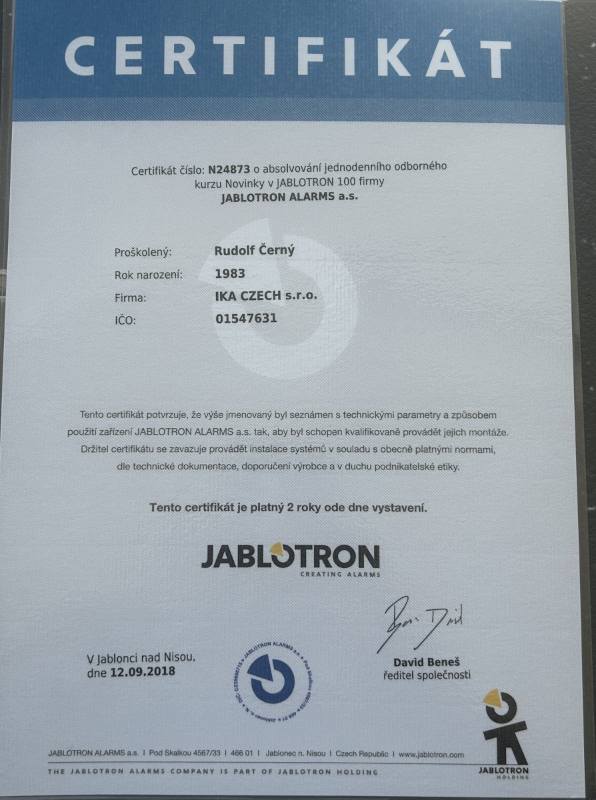 CERTIFIKÁT
Certifikát číslo: N24873 o absolvování jednodenního odborného
kurzu Novinky v JABLOTRON 100 firmy
JABLOTRON ALARMS a.s.
Proškolený: Rudolf Černý
Rok narození: 1983
Firma: IKA CZECH s.r.o.
IČO: 01547631
Tento certifikát potvrzuje, že výše jmenovaný byl seznámen s technickými parametry a způsobem
použití zařízení JABLOTRON ALARMS a.s. tak, aby byl schopen kvalifikovaně provádět jejich montáže.
Držitel certifikátu se zavazuje provádět instalace systémů v souladu s obecně platnými normami,
dle technické dokumentace, doporučení výrobce a v duchu podnikatelské etiky.
Tento certifikát je platný 2 roky ode dne vystavení.
JABLOTRON
CREATING ALARMS
V Jablonci nad Nisou,
dne 12.09.2018
JABLOTRON ALARMS a.s.
David Beneš
ředitel společnosti
JABLOTRON
HOLDING
JABLOTRON ALARMS a.s. I Pod Skalkou 4567/33 I 466 01 I Jablonec n. Nisou I Czech Republic I www.jablotron.com
THE JABLOTRON ALARMS COMPANY IS PART OF JABLOTRON HOLDING